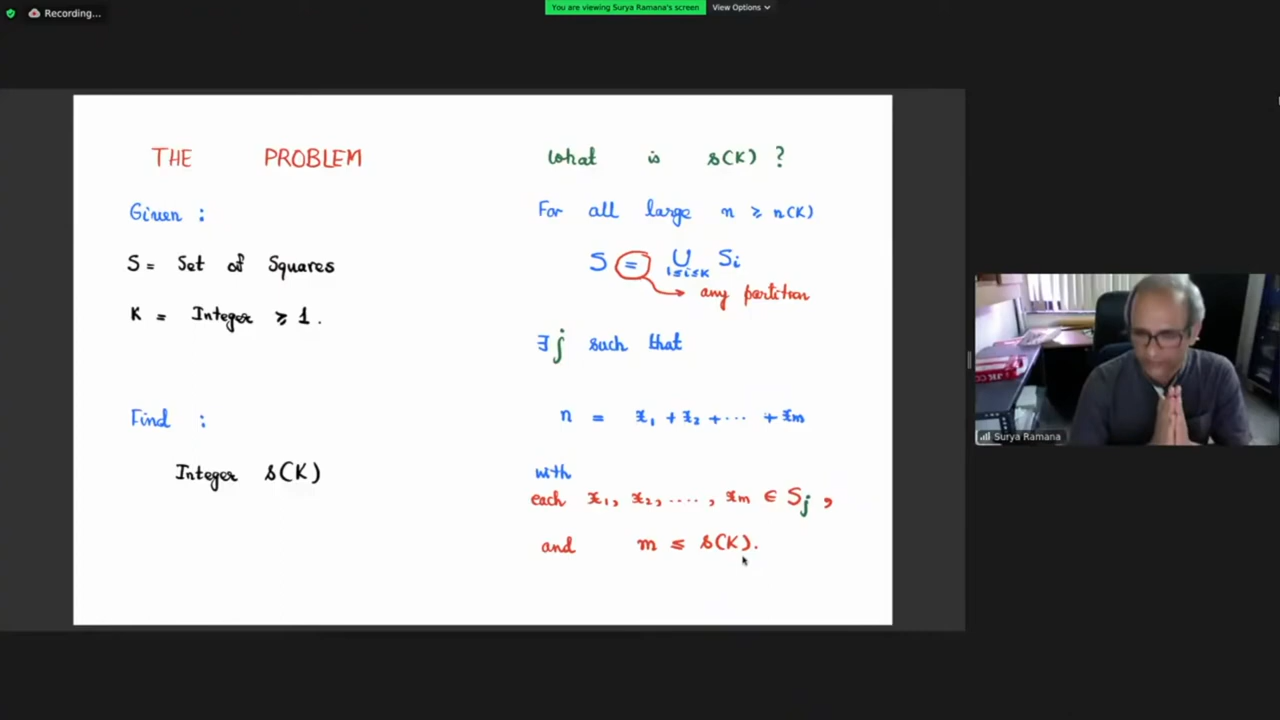 Recording...
You are viewing Surya Ramana's screen View Options
THE PROBLEM
Given :
S = Set of Squares
K = Integer ≥ 1.
Find :
Integer s(K)
What is s(K) ?
For all large n ≥ n(K)
S = ∪ Sᵢ
1≤i≤K
any partition
∃ j such that
n = x₁ + x₂ + ... + xₘ
with
each x₁, x₂, ...., xₘ ∈ Sⱼ,
and m ≤ s(K).
Surya Ramana